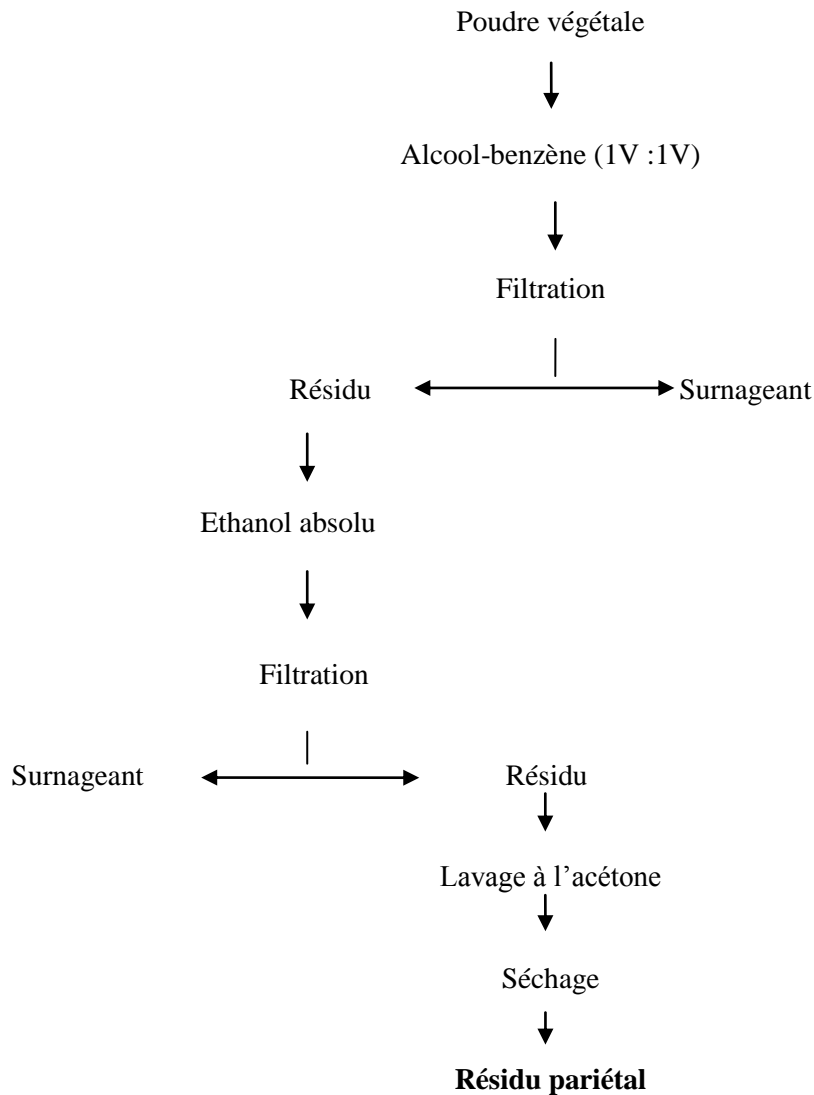 Poudre végétale
Alcool-benzène (1V :1V)
Filtration
Résidu
Surnageant
Ethanol absolu
Filtration
Surnageant
Résidu
Lavage à l’acétone
Séchage
Résidu pariétal